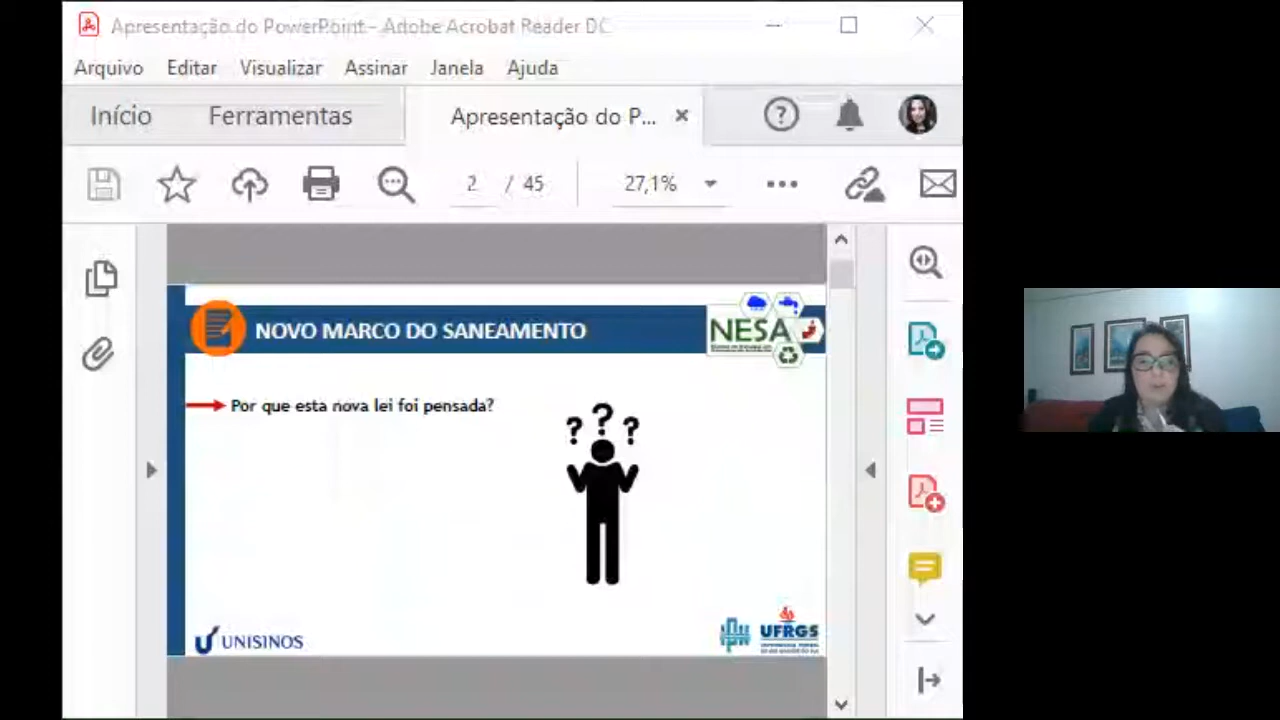 Apresentação do PowerPoint - Adobe Acrobat Reader DC
Arquivo Editar Visualizar Assinar Janela Ajuda
Início Ferramentas Apresentação do P... ×
2 / 45 27,1%
NOVO MARCO DO SANEAMENTO
NESA
Por que esta nova lei foi pensada?
? ? ?
UNISINOS
IPH
UFRGS